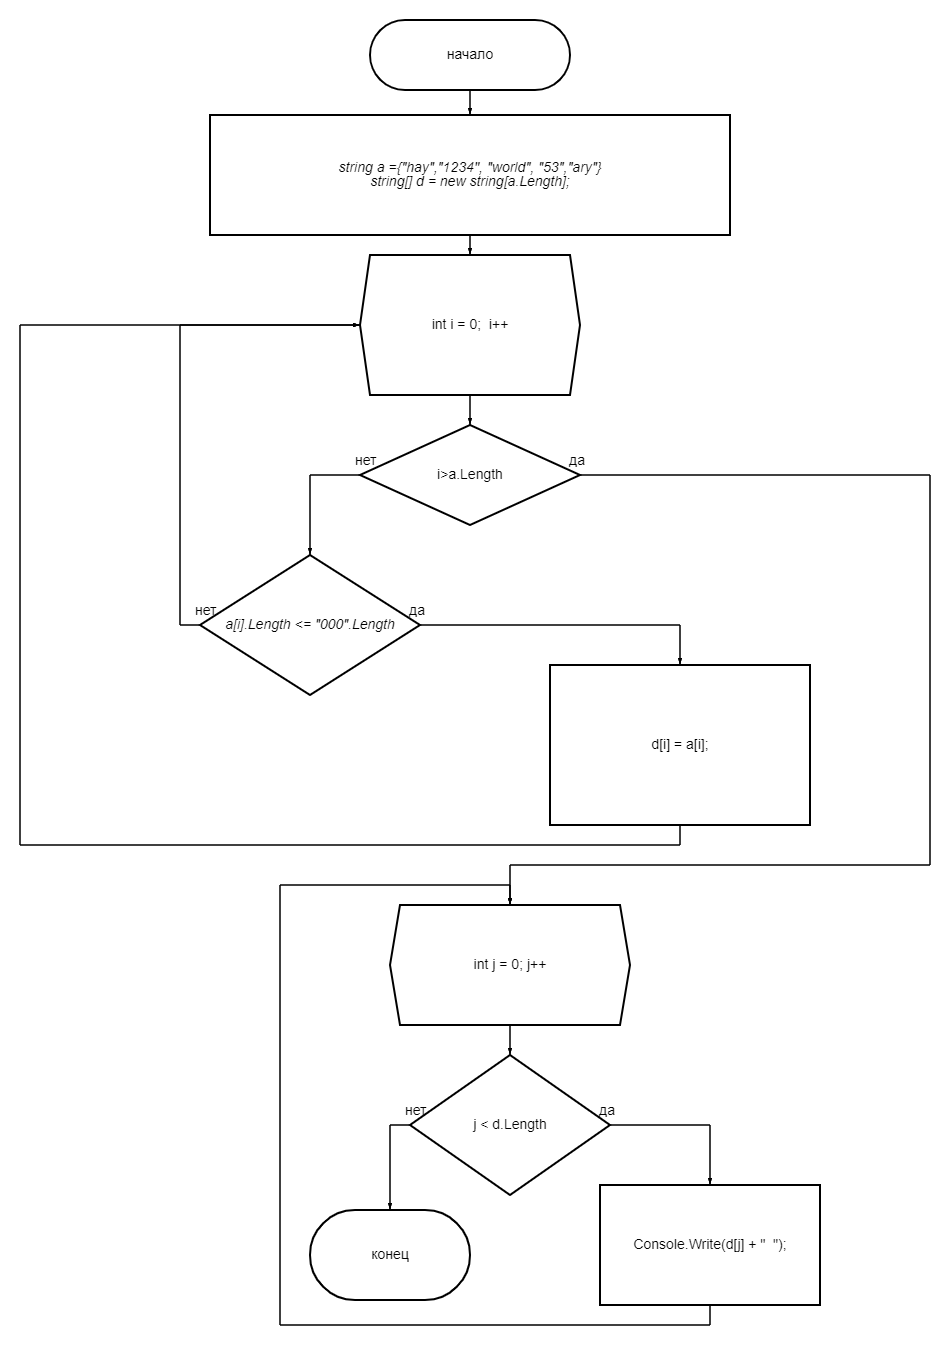 начало
string a ={"hay","1234", "world", "53","ary"}
string[] d = new string[a.Length];
int i = 0;  i++
нет
да
i>a.Length
нет
да
a[i].Length <= "000".Length
d[i] = a[i];
int j = 0; j++
нет
да
j < d.Length
Console.Write(d[j] + "  ");
конец